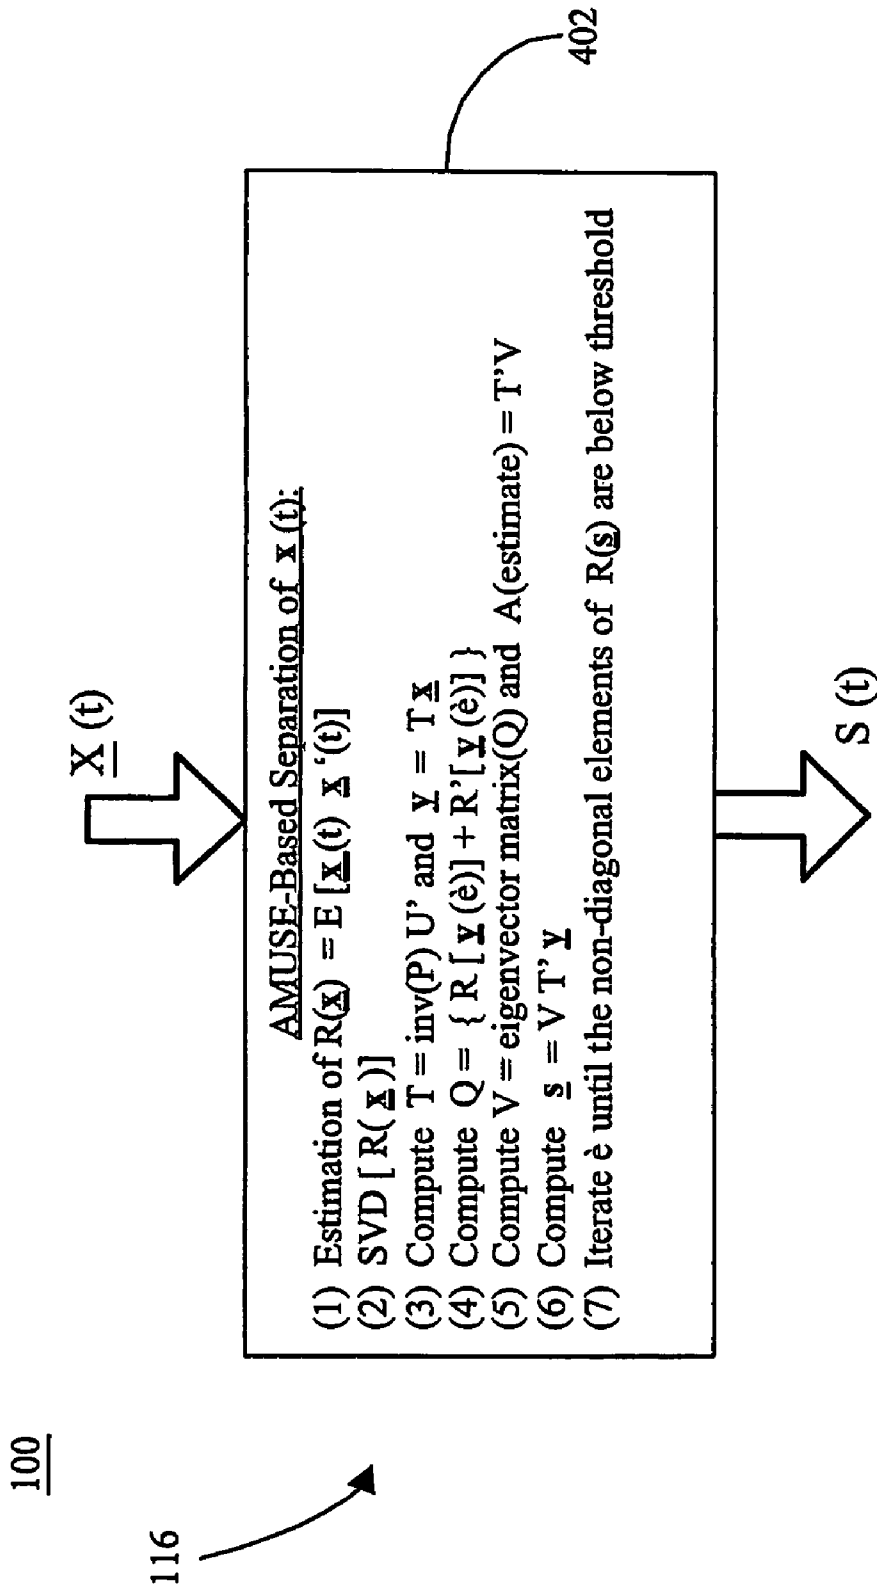 100
116
X (t)
AMUSE-Based Separation of x (t):
(1) Estimation of R(x) = E [x (t) x ‘(t)]
(2) SVD [ R( x )]
(3) Compute T = inv(P) U’ and y = T x
(4) Compute Q = { R [ y (è)] + R’[ y (è)] }
(5) Compute V = eigenvector matrix(Q) and A(estimate) = T’V
(6) Compute s = V T’ y
(7) Iterate è until the non-diagonal elements of R(s) are below threshold
402
S (t)